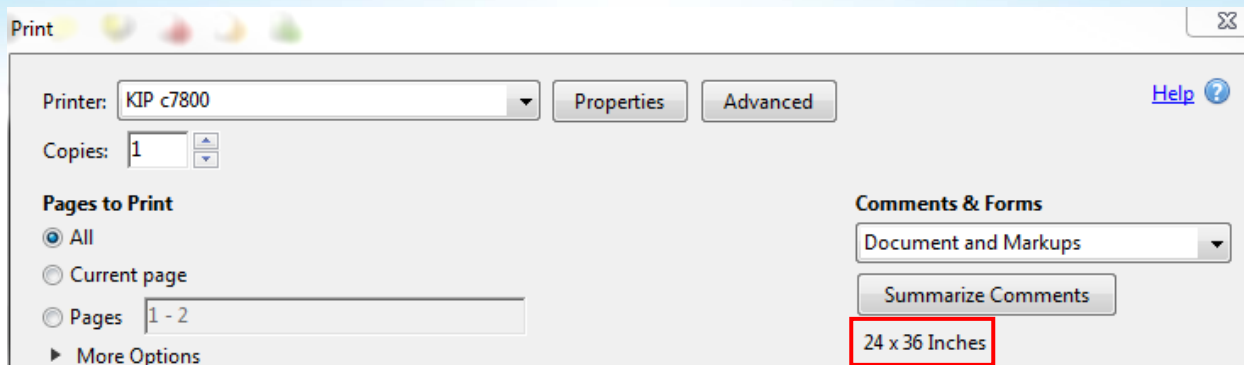 Print
Printer: KIP c7800 Properties Advanced Help
Copies: 1
Pages to Print
All
Current page
Pages 1 - 2
More Options
Comments & Forms
Document and Markups
Summarize Comments
24 x 36 Inches